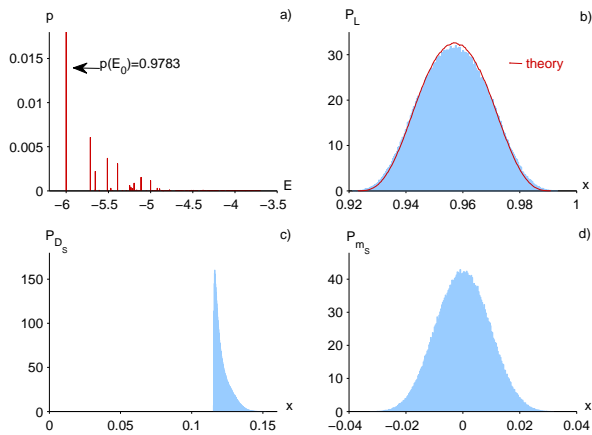 p a)
0.015
p(E0)=0.9783
0.01
0.005
0 E
−6 −5.5 −5 −4.5 −4 −3.5
PL b)
30
theory
20
10
0 x
0.92 0.94 0.96 0.98 1
PDS c)
150
100
50
0 x
0 0.05 0.1 0.15
PmS d)
40
30
20
10
0 x
−0.04 −0.02 0 0.02 0.04